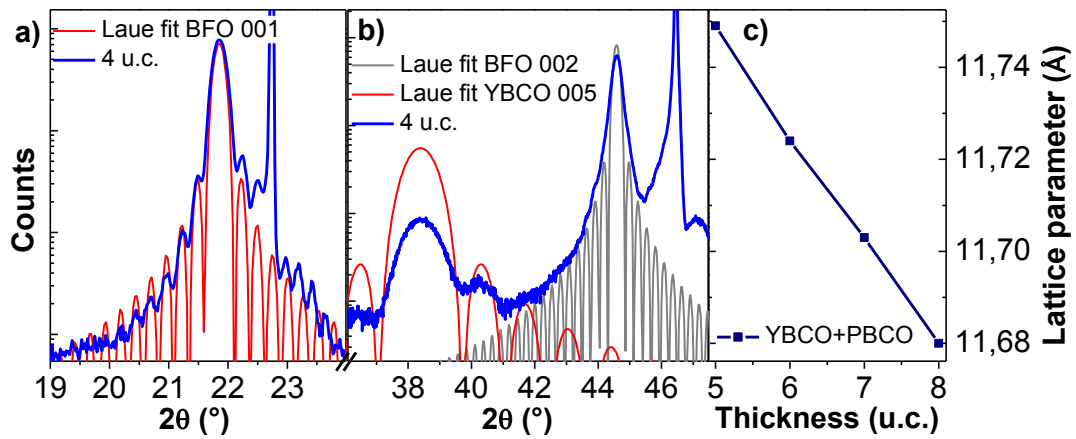 a)
Laue fit BFO 001
4 u.c.
Counts
19 20 21 22 23
2θ (°)
b)
Laue fit BFO 002
Laue fit YBCO 005
4 u.c.
38 40 42 44 46
2θ (°)
c)
YBCO+PBCO
5 6 7 8
Thickness (u.c.)
11,74
11,72
11,70
11,68
Lattice parameter (Å)